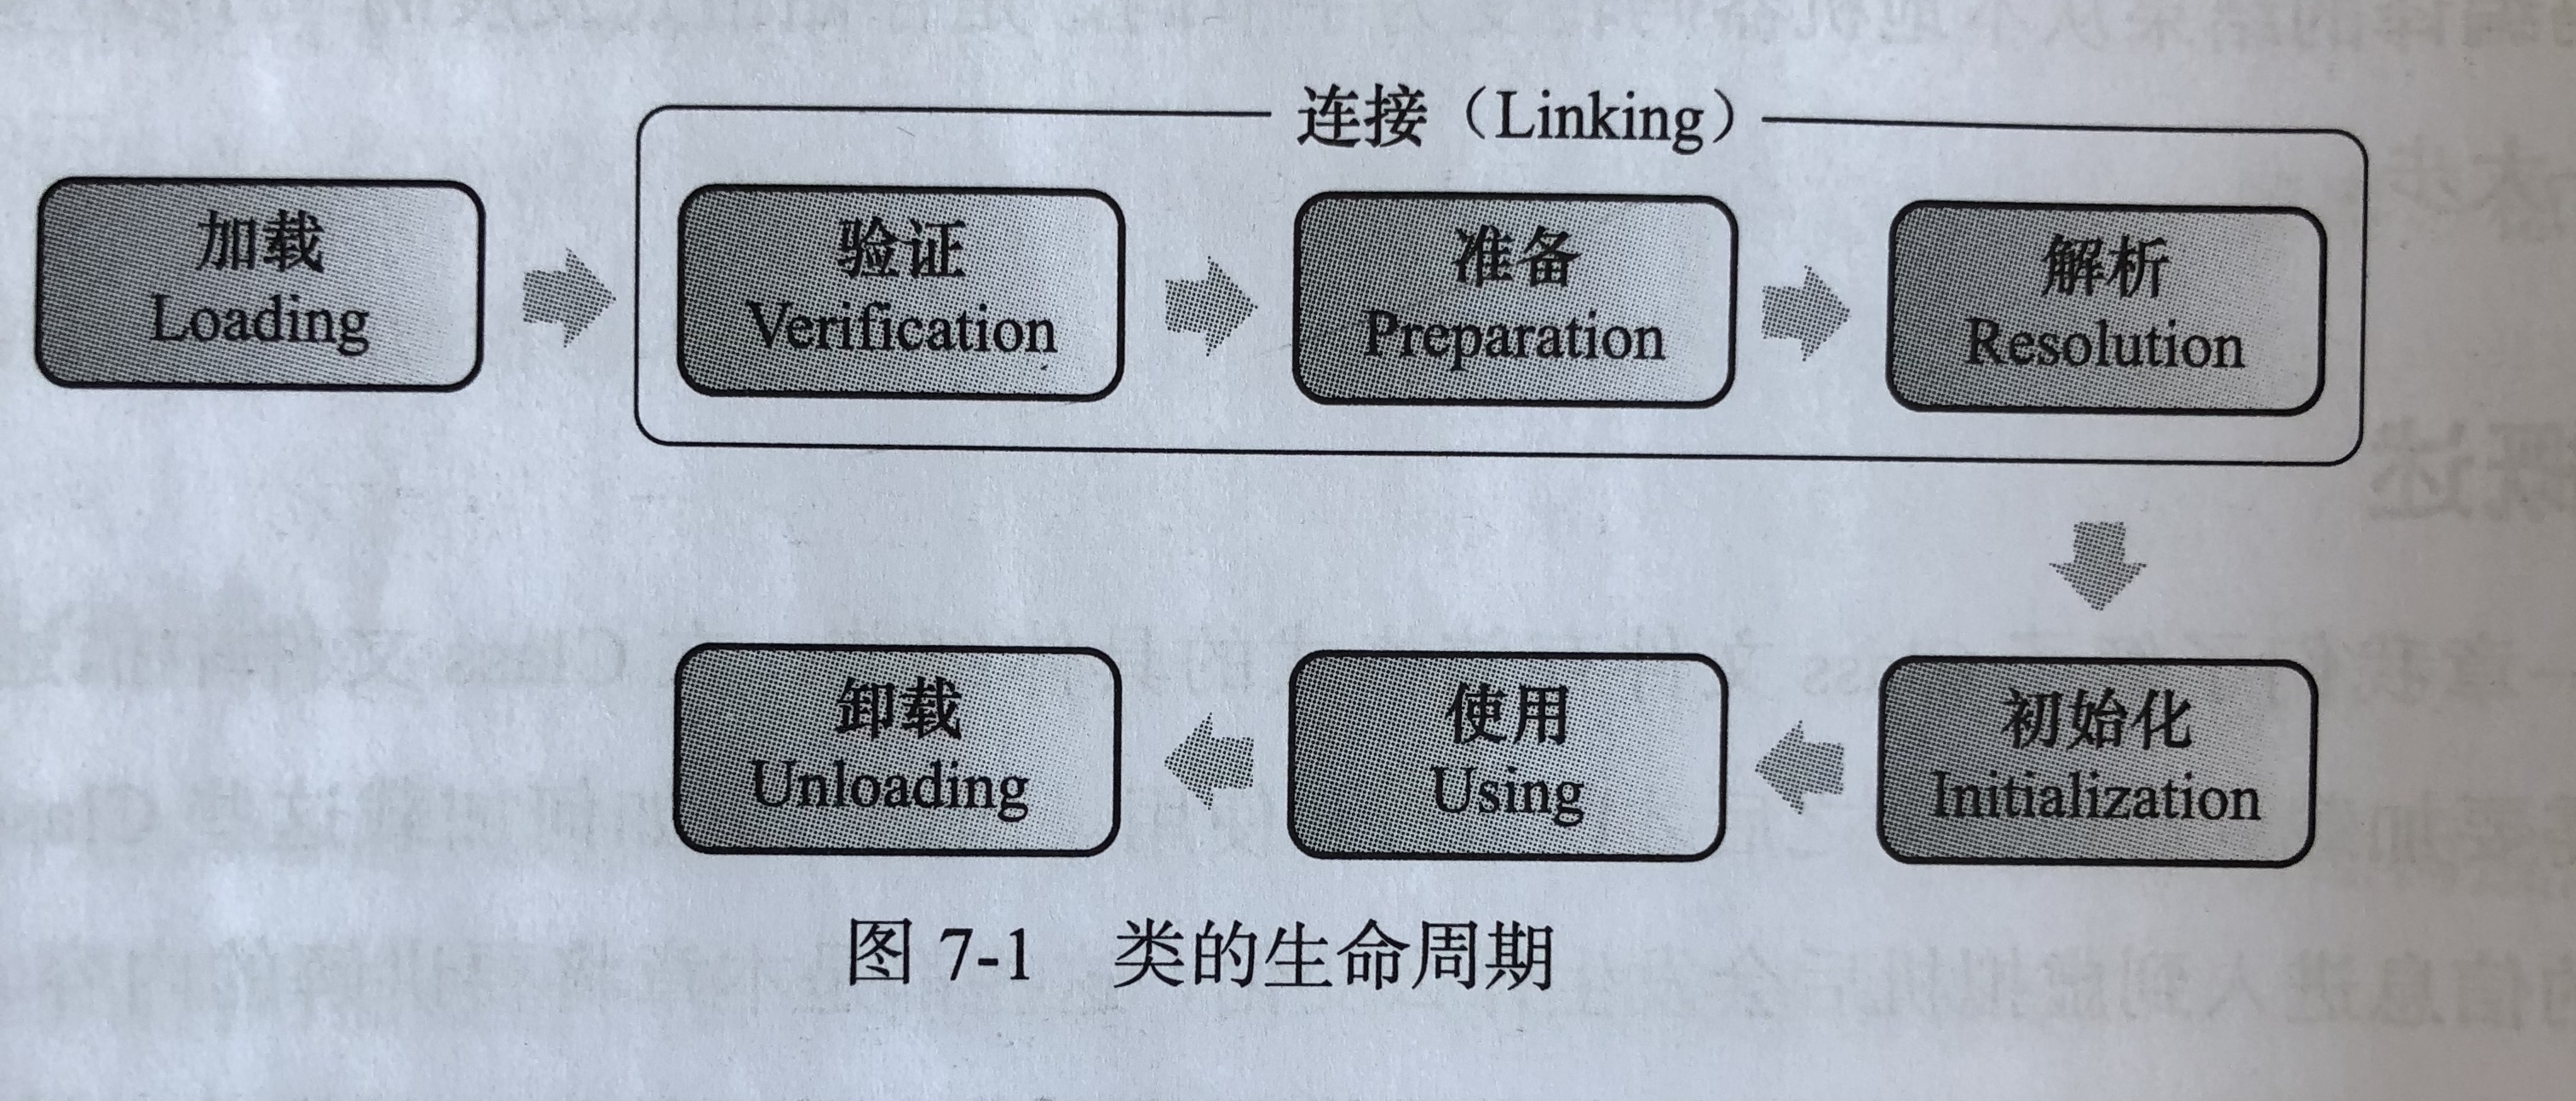 连接（Linking）
加载
Loading
验证
Verification
准备
Preparation
解析
Resolution
初始化
Initialization
使用
Using
卸载
Unloading
图 7-1 类的生命周期